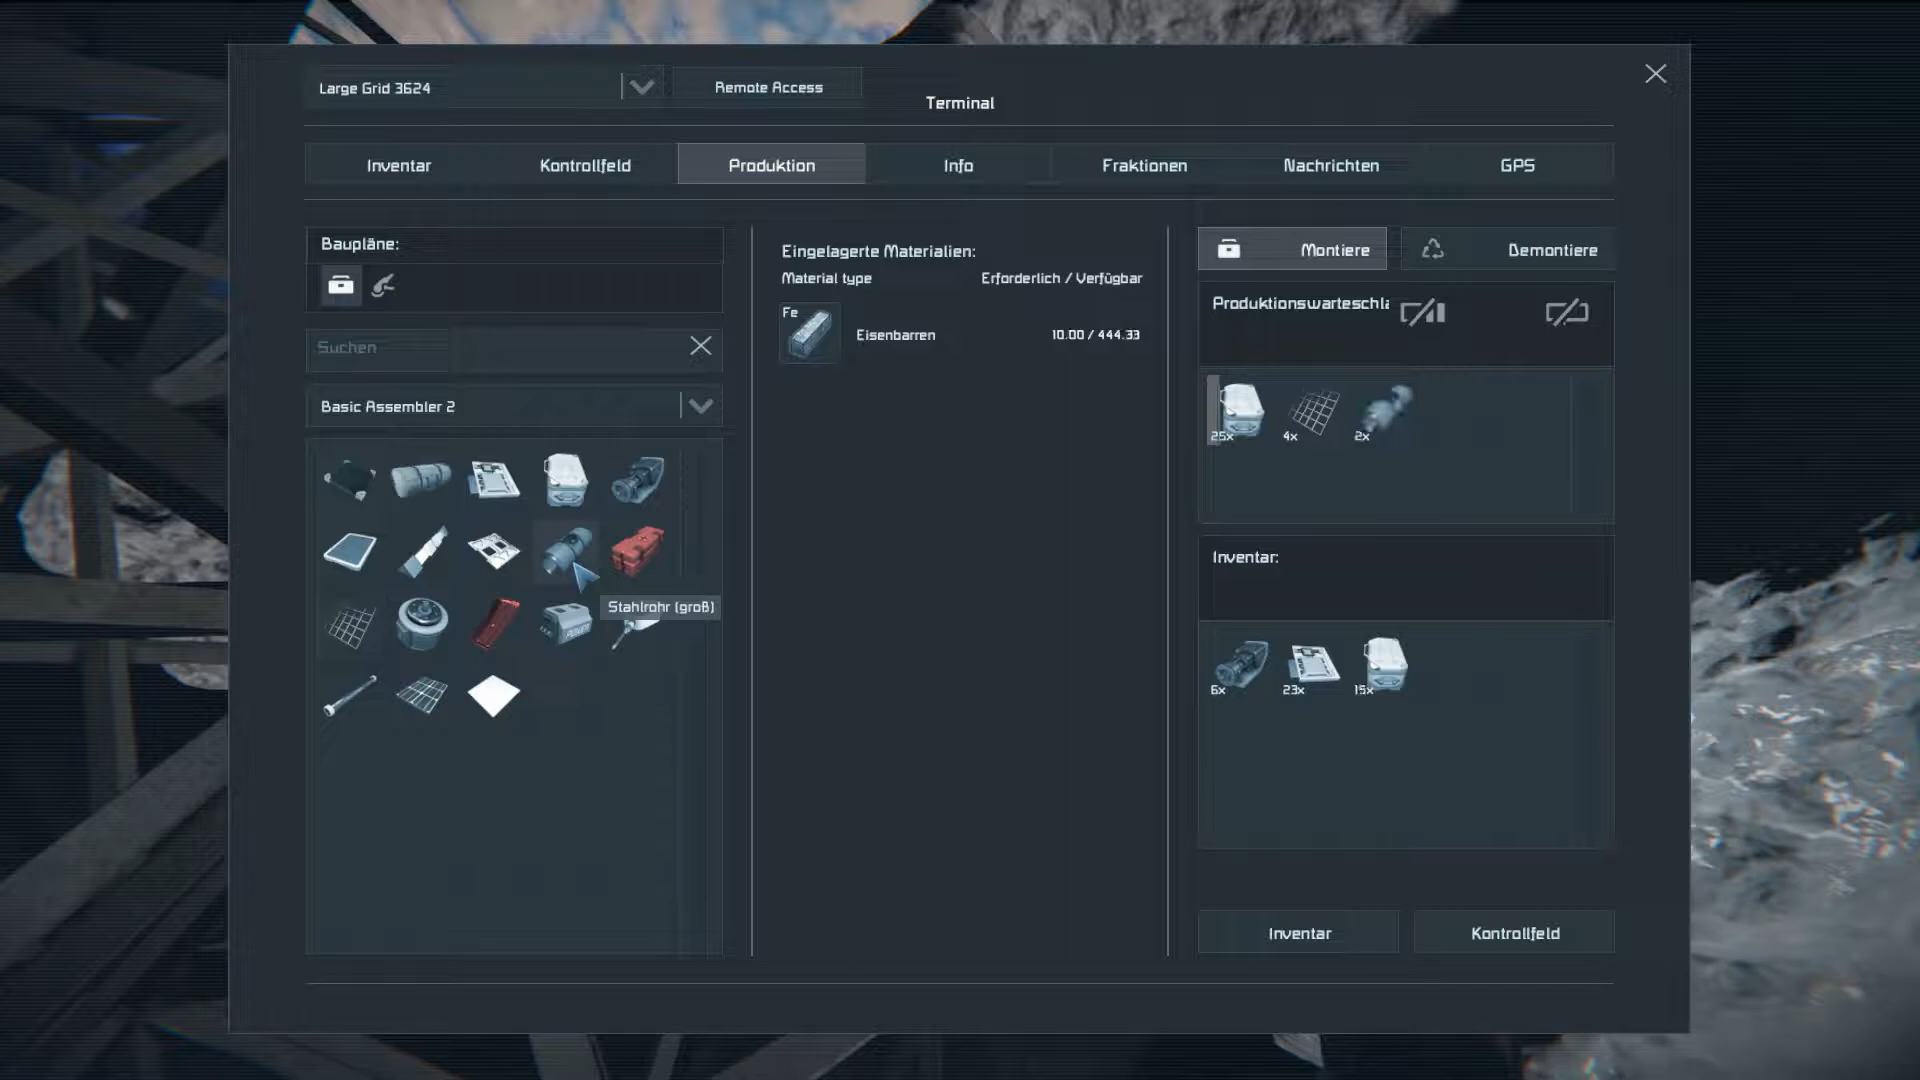 Large Grid 3624
Remote Access
Terminal
Inventar
Kontrollfeld
Produktion
Info
Fraktionen
Nachrichten
GPS
Baupläne:
Suchen
Basic Assembler 2
Stahlrohr (groß)
Eingelagerte Materialien:
Material type
Erforderlich / Verfügbar
Fe
Eisenbarren
10.00 / 444.33
Montiere
Demontiere
Produktionswarteschla
25x
4x
2x
Inventar:
6x
23x
15x
Inventar
Kontrollfeld